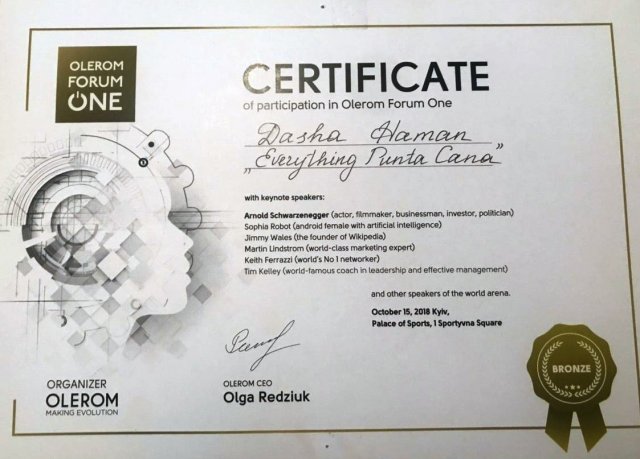 OLEROM
FORUM
ONE
CERTIFICATE
of participation in Olerom Forum One
Dasha Haman
„Everything Punta Cana”
with keynote speakers:
Arnold Schwarzenegger (actor, filmmaker, businessman, investor, politician)
Sophia Robot (android female with artificial intelligence)
Jimmy Wales (the founder of Wikipedia)
Martin Lindstrom (world-class marketing expert)
Keith Ferrazzi (world's No 1 networker)
Tim Kelley (world-famous coach in leadership and effective management)
and other speakers of the world arena.
October 15, 2018 Kyiv,
Palace of Sports, 1 Sportyvna Square
BRONZE
ORGANIZER
OLEROM
MAKING EVOLUTION
OLEROM CEO
Olga Redziuk